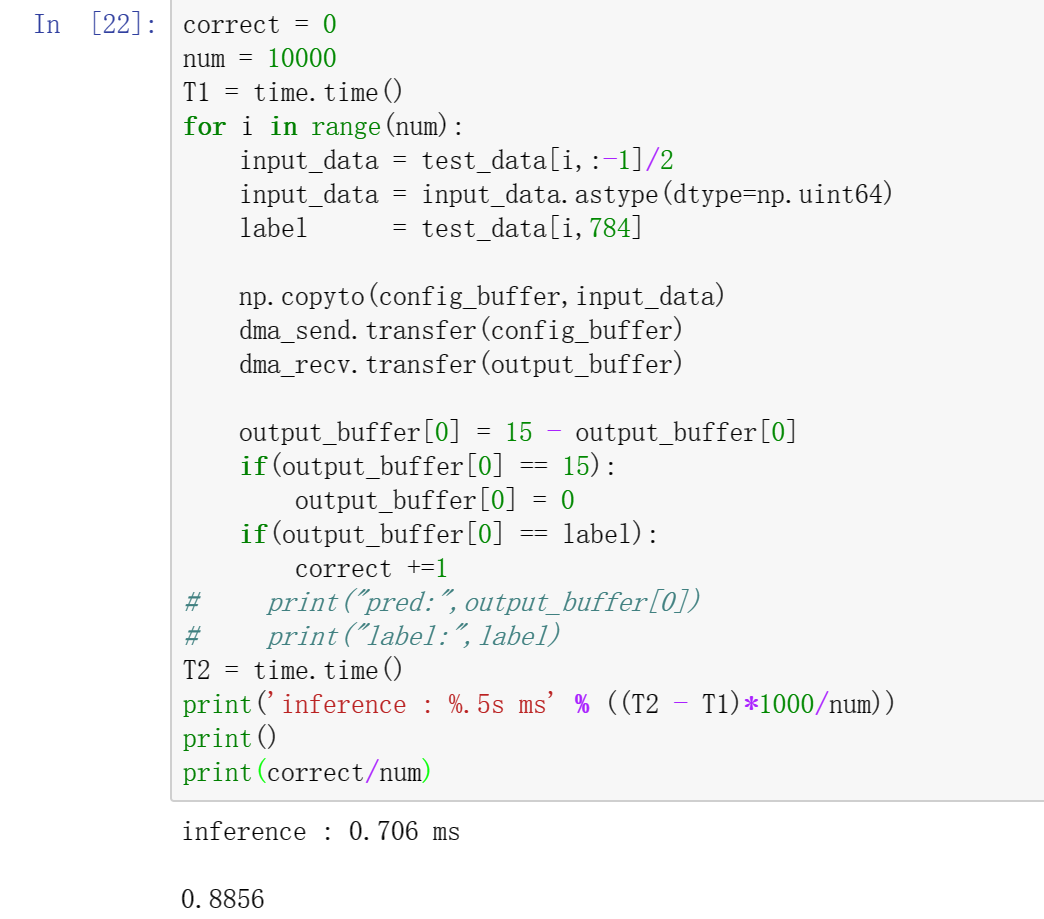 In [22]: correct = 0
num = 10000
T1 = time.time()
for i in range(num):
    input_data = test_data[i,:-1]/2
    input_data = input_data.astype(dtype=np.uint64)
    label      = test_data[i,784]

    np.copyto(config_buffer,input_data)
    dma_send.transfer(config_buffer)
    dma_recv.transfer(output_buffer)

    output_buffer[0] = 15 - output_buffer[0]
    if(output_buffer[0] == 15):
        output_buffer[0] = 0
    if(output_buffer[0] == label):
        correct +=1
#     print("pred:",output_buffer[0])
#     print("label:",label)
T2 = time.time()
print('inference : %.5s ms' % ((T2 - T1)*1000/num))
print()
print(correct/num)
inference : 0.706 ms

0.8856